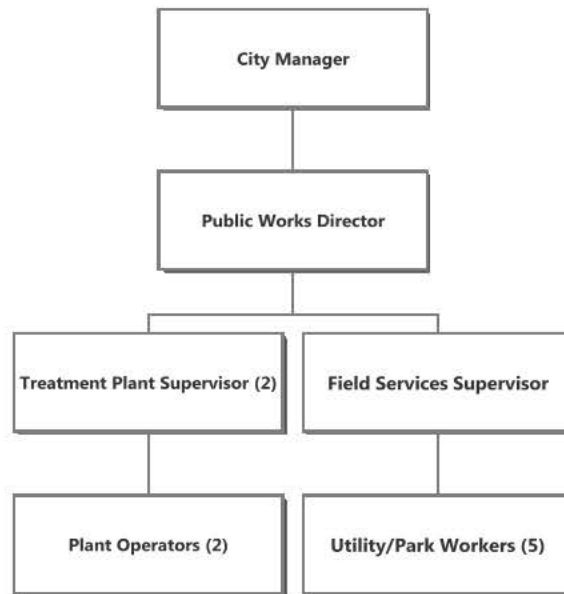 City Manager
Public Works Director
Treatment Plant Supervisor (2)
Field Services Supervisor
Plant Operators (2)
Utility/Park Workers (5)